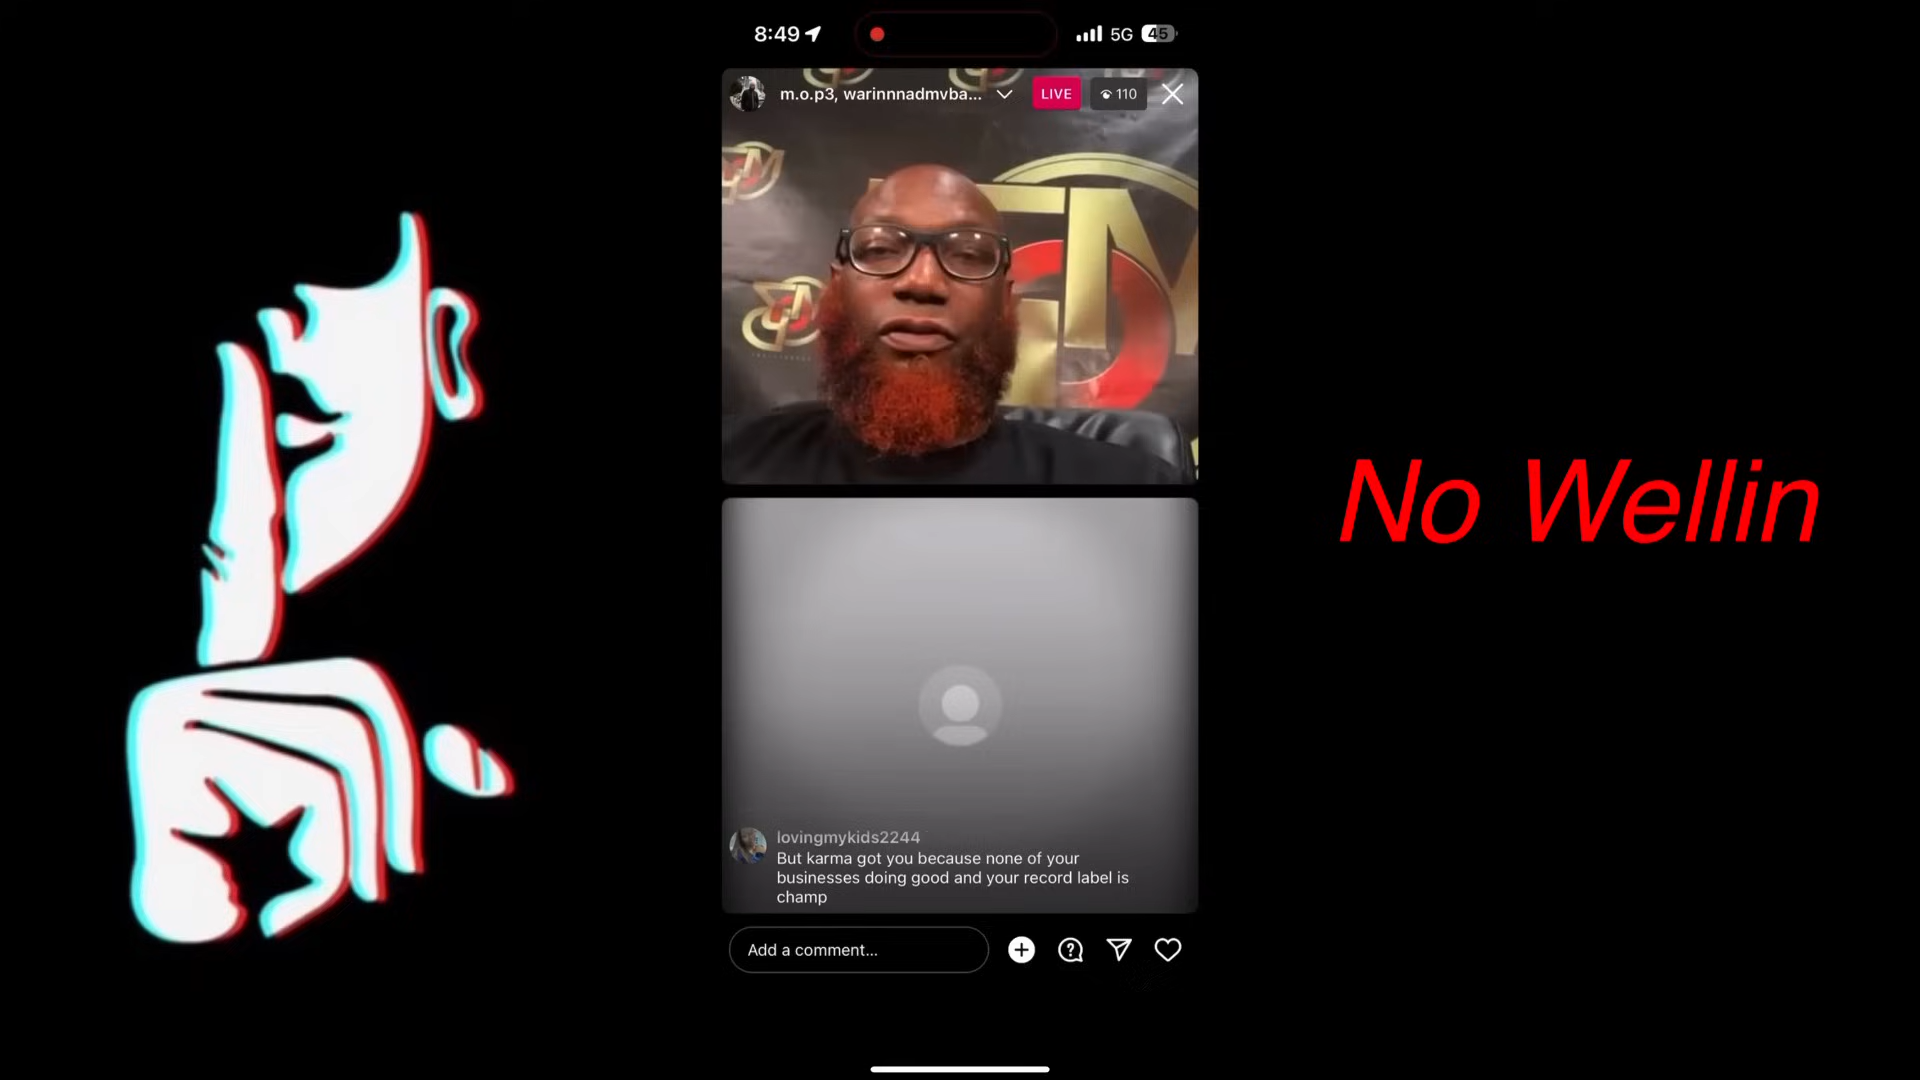 8:49
5G
45
m.o.p3, warinnnadmvba...
LIVE
110
GM
No Wellin
lovingmykids2244
But karma got you because none of your
businesses doing good and your record label is
champ
Add a comment...